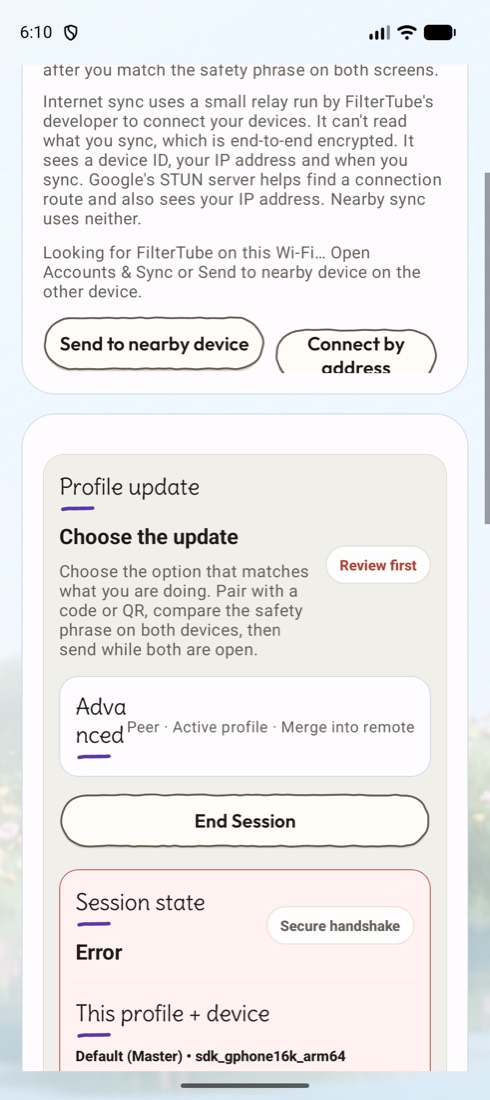 6:10
after you match the safety phrase on both screens.
Internet sync uses a small relay run by FilterTube's
developer to connect your devices. It can't read
what you sync, which is end-to-end encrypted. It
sees a device ID, your IP address and when you
sync. Google's STUN server helps find a connection
route and also sees your IP address. Nearby sync
uses neither.
Looking for FilterTube on this Wi-Fi… Open
Accounts & Sync or Send to nearby device on the
other device.
Send to nearby device
Connect by
address
Profile update
Choose the update
Review first
Choose the option that matches
what you are doing. Pair with a
code or QR, compare the safety
phrase on both devices, then
send while both are open.
Adva
nced
Peer · Active profile · Merge into remote
End Session
Session state
Secure handshake
Error
This profile + device
Default (Master) • sdk_gphone16k_arm64